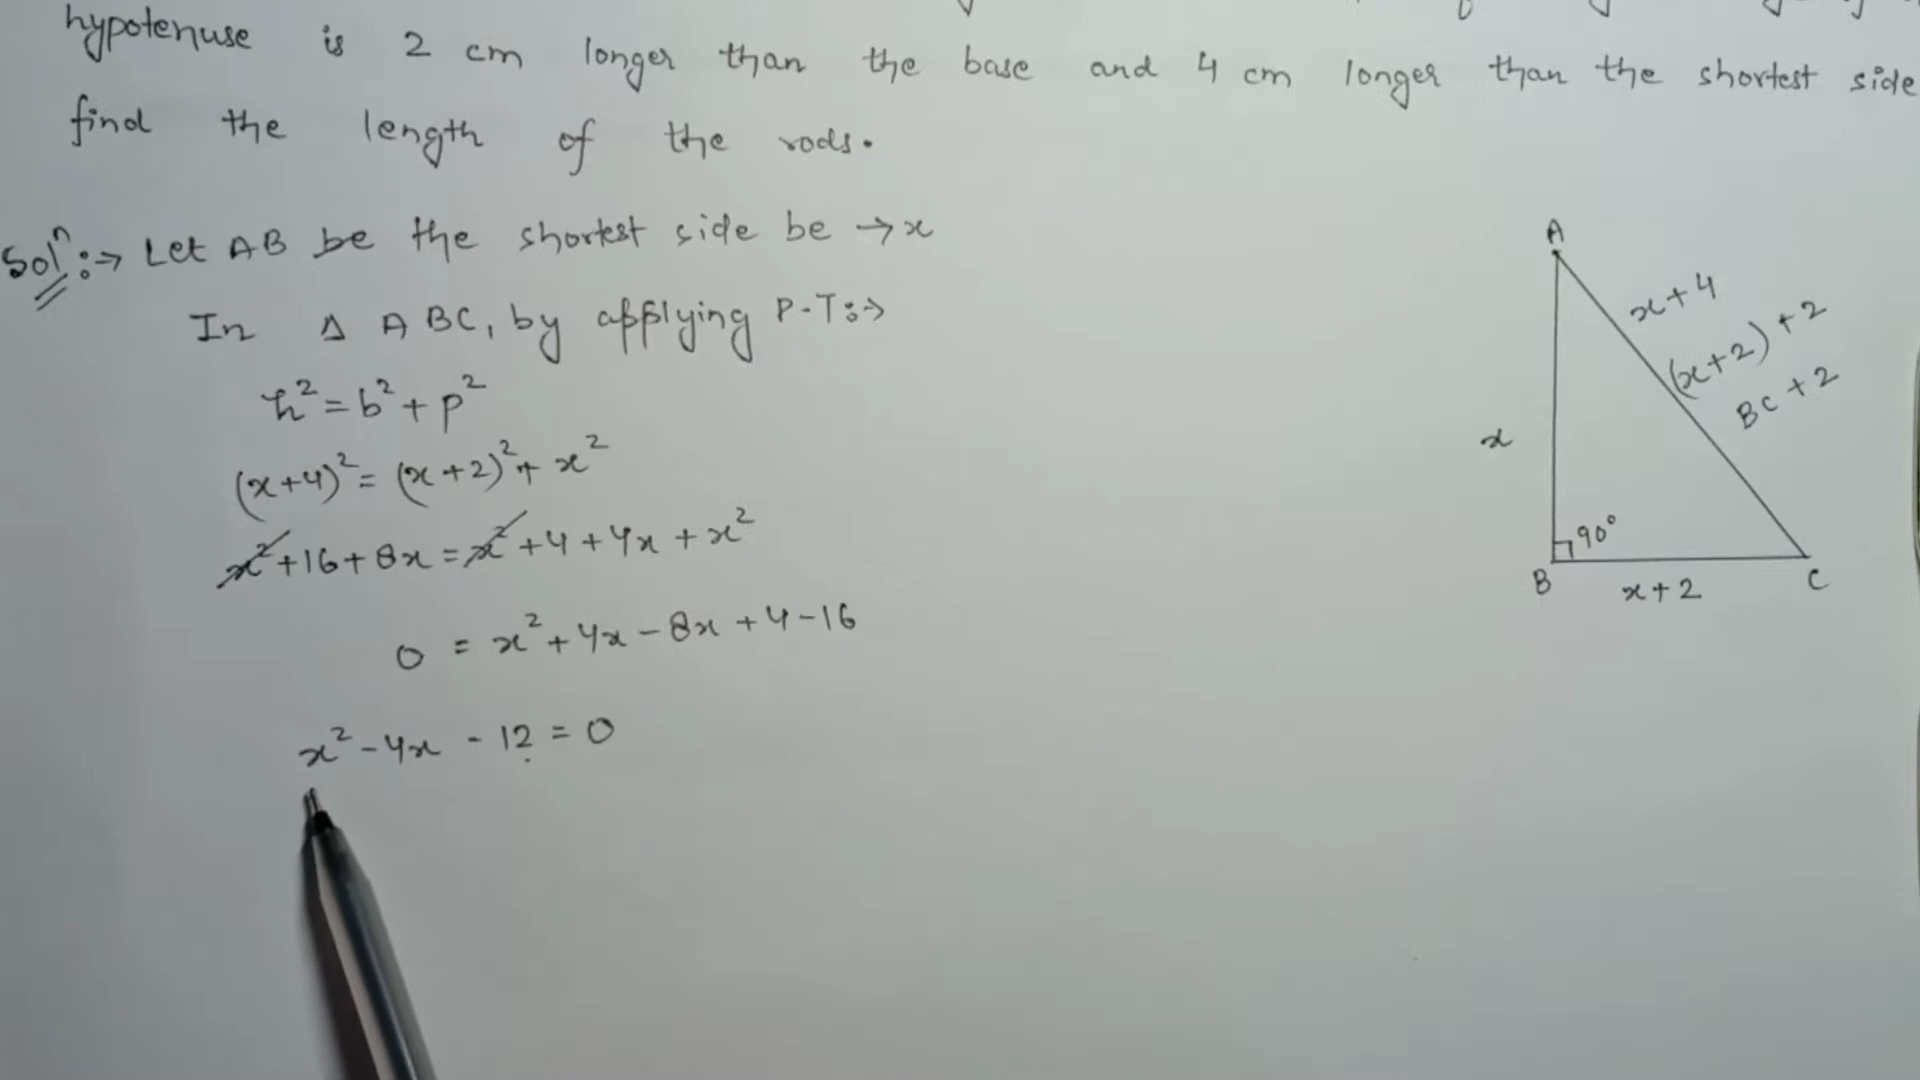 hypotenuse is 2 cm longer than the base and 4 cm longer than the shortest side
find the length of the rods.
Solⁿ:→ Let AB be the shortest side be → x
In Δ ABC, by applying P.T:→
h² = b² + p²
(x+4)² = (x+2)² + x²
x² + 16 + 8x = x² + 4 + 4x + x²
0 = x² + 4x - 8x + 4 - 16
x² - 4x - 12 = 0
A
x+4
(x+2)+2
BC+2
x
90°
B
x+2
C